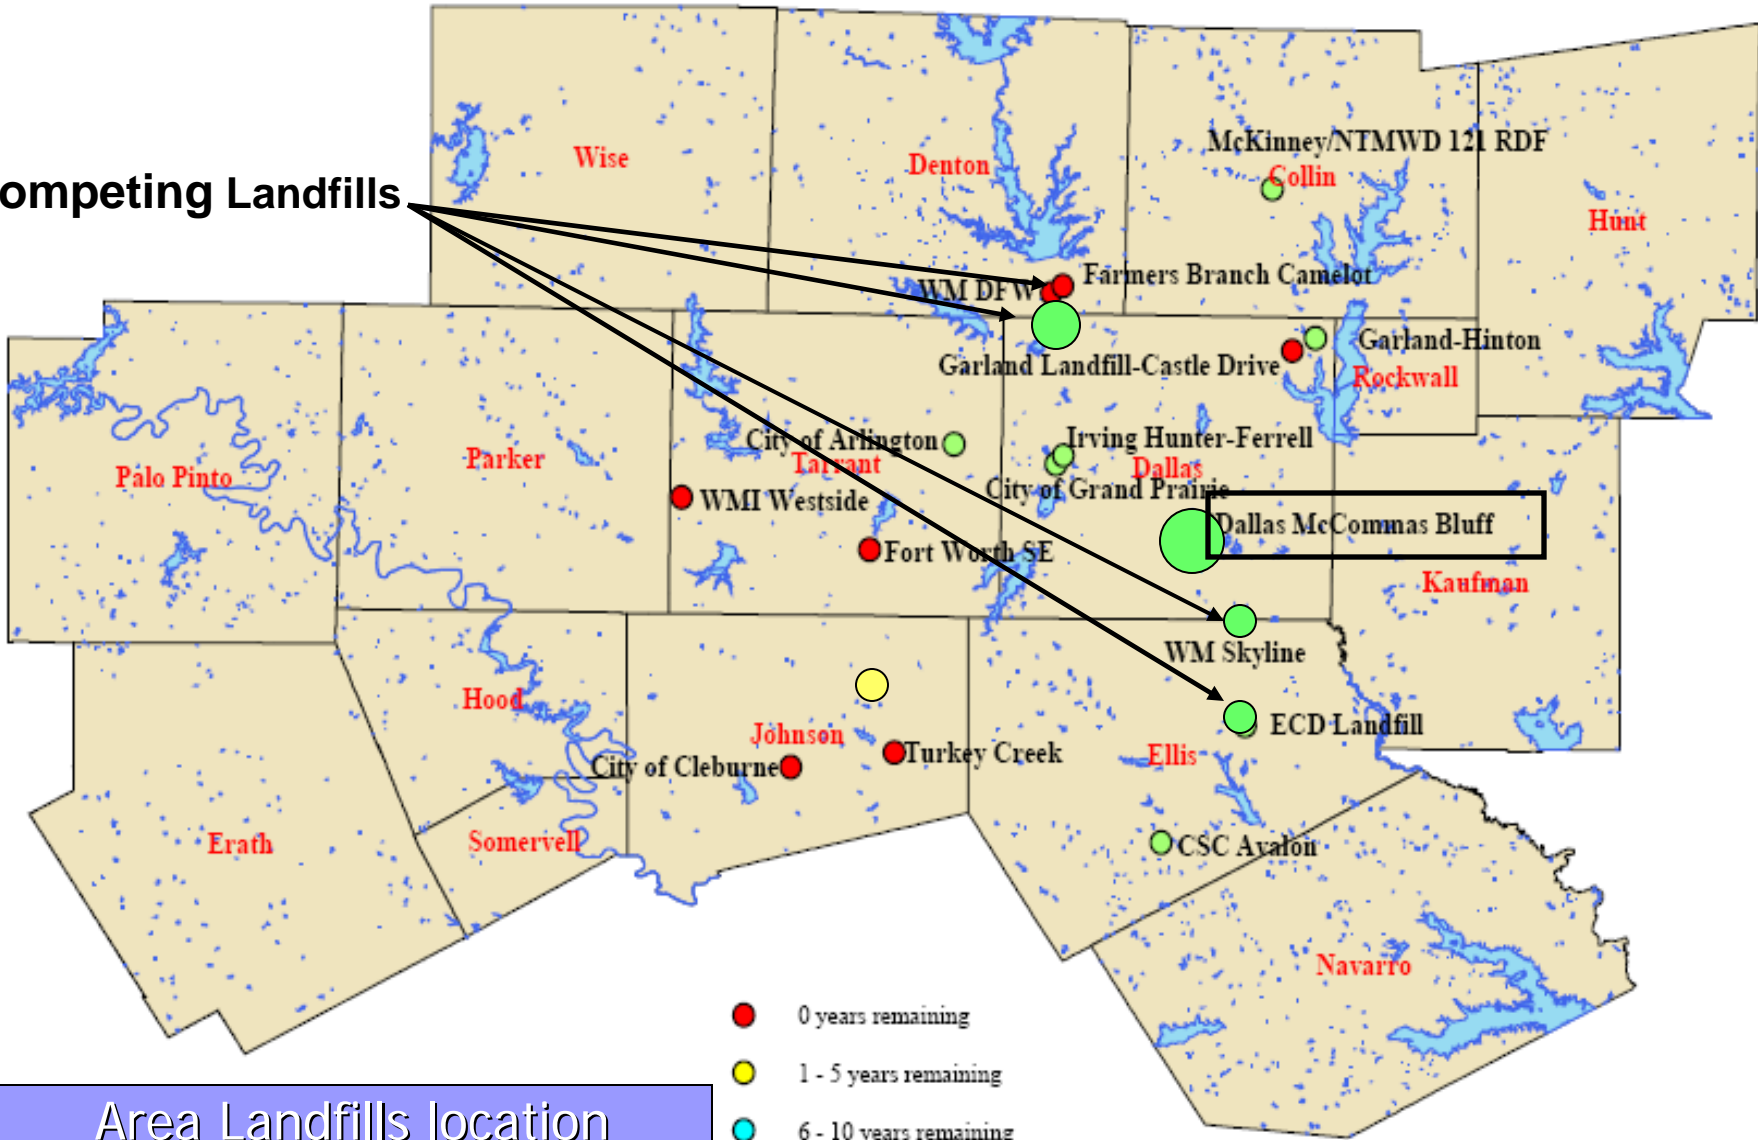 ompeting Landfills
Wise
Denton
McKinney/NTMWD 121 RDF
Collin
Hunt
Farmers Branch Camelot
WM DFW
Garland-Hinton
Garland Landfill-Castle Drive
Rockwall
City of Arlington
Irving Hunter-Ferrell
Tarrant
Dallas
Palo Pinto
Parker
WMI Westside
City of Grand Prairie
Dallas McCommas Bluff
Fort Worth SE
Kaufman
WM Skyline
Hood
Johnson
ECD Landfill
Ellis
City of Cleburne
Turkey Creek
Erath
Somervell
CSC Avalon
Navarro
0 years remaining
1 - 5 years remaining
6 - 10 years remaining
Area Landfills location